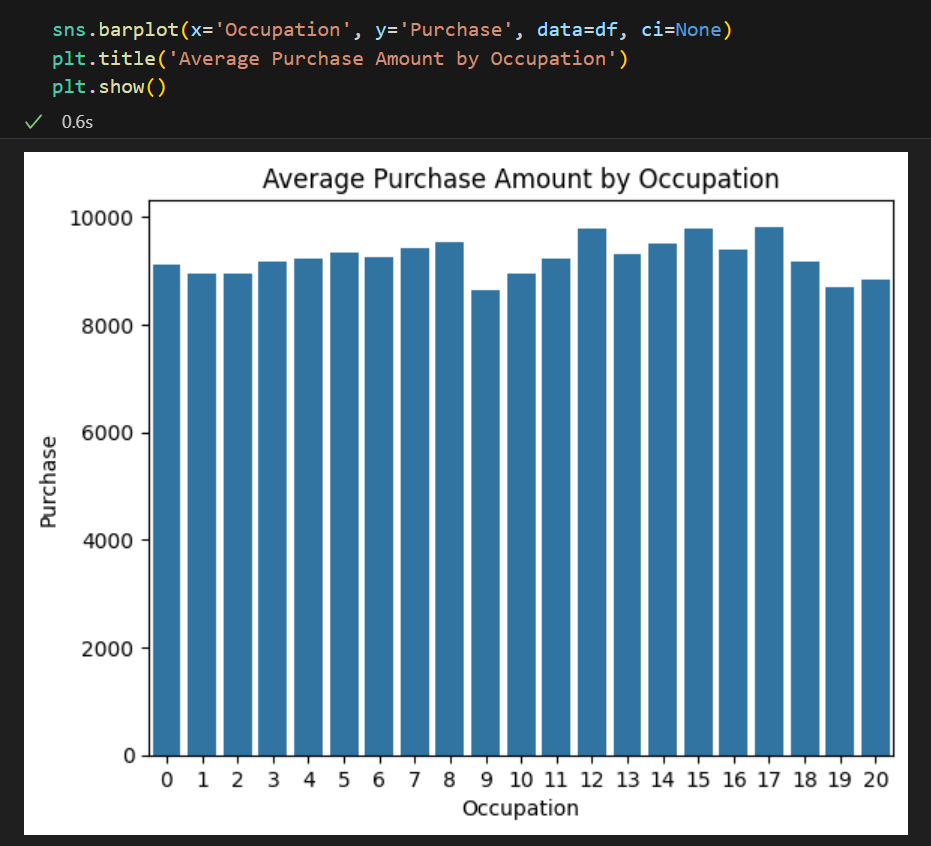 sns.barplot(x='Occupation', y='Purchase', data=df, ci=None)
plt.title('Average Purchase Amount by Occupation')
plt.show()
0.6s
Average Purchase Amount by Occupation
10000
8000
6000
4000
2000
0
Purchase
0 1 2 3 4 5 6 7 8 9 10 11 12 13 14 15 16 17 18 19 20
Occupation